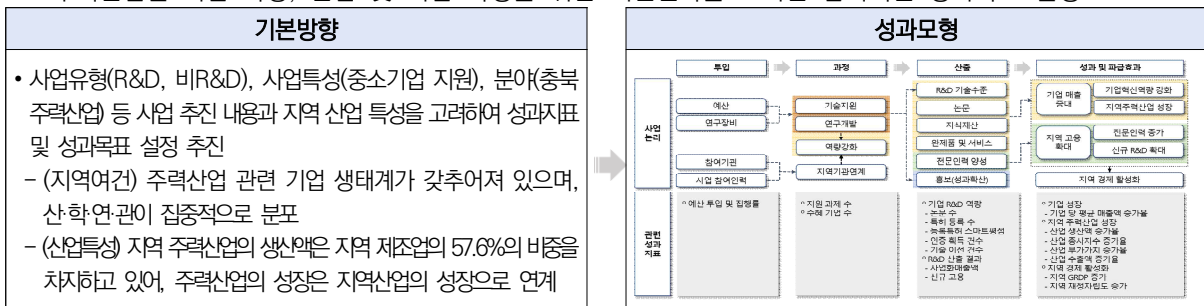 기본방향
• 사업유형(R&D, 비R&D), 사업특성(중소기업 지원), 분야(충북
주력산업) 등 사업 추진 내용과 지역 산업 특성을 고려하여 성과지표
및 성과목표 설정 추진
- (지역여건) 주력산업 관련 기업 생태계가 갖추어져 있으며,
산·학·연·관이 집중적으로 분포
- (산업특성) 지역 주력산업의 생산액은 지역 제조업의 57.6%의 비중을
차지하고 있어, 주력산업의 성장은 지역산업의 성장으로 연계
성과모형
투입
과정
산출
성과 및 파급효과
사업
논리
예산
연구장비
참여기관
사업 참여인력
기술지원
연구개발
역량강화
지역기관연계
R&D 기술수준
논문
지식재산
완제품 및 서비스
전문인력 양성
홍보(성과확산)
기업 매출
증대
기업혁신역량 강화
지역주력산업 성장
지역 고용
확대
전문인력 증가
신규 R&D 확대
지역 경제 활성화
관련
성과
지표
º 예산 투입 및 집행률
º 지원 과제 수
º 수혜 기업 수
º 기업 R&D 역량
- 논문 수
- 특허 등록 수
- 등록특허 스마트평점
- 인증 획득 건수
- 기술 이전 건수
º R&D 산출 결과
- 사업화매출액
- 신규 고용
º 기업 성장
- 기업 당 평균 매출액 증가율
º 지역 주력산업 성장
- 산업 생산액 증가율
- 산업 종사자수 증가율
- 산업 부가가치 증가율
- 산업 수출액 증가율
º 지역 경제 활성화
- 지역 GRDP 증가
- 지역 재정자립도 증가